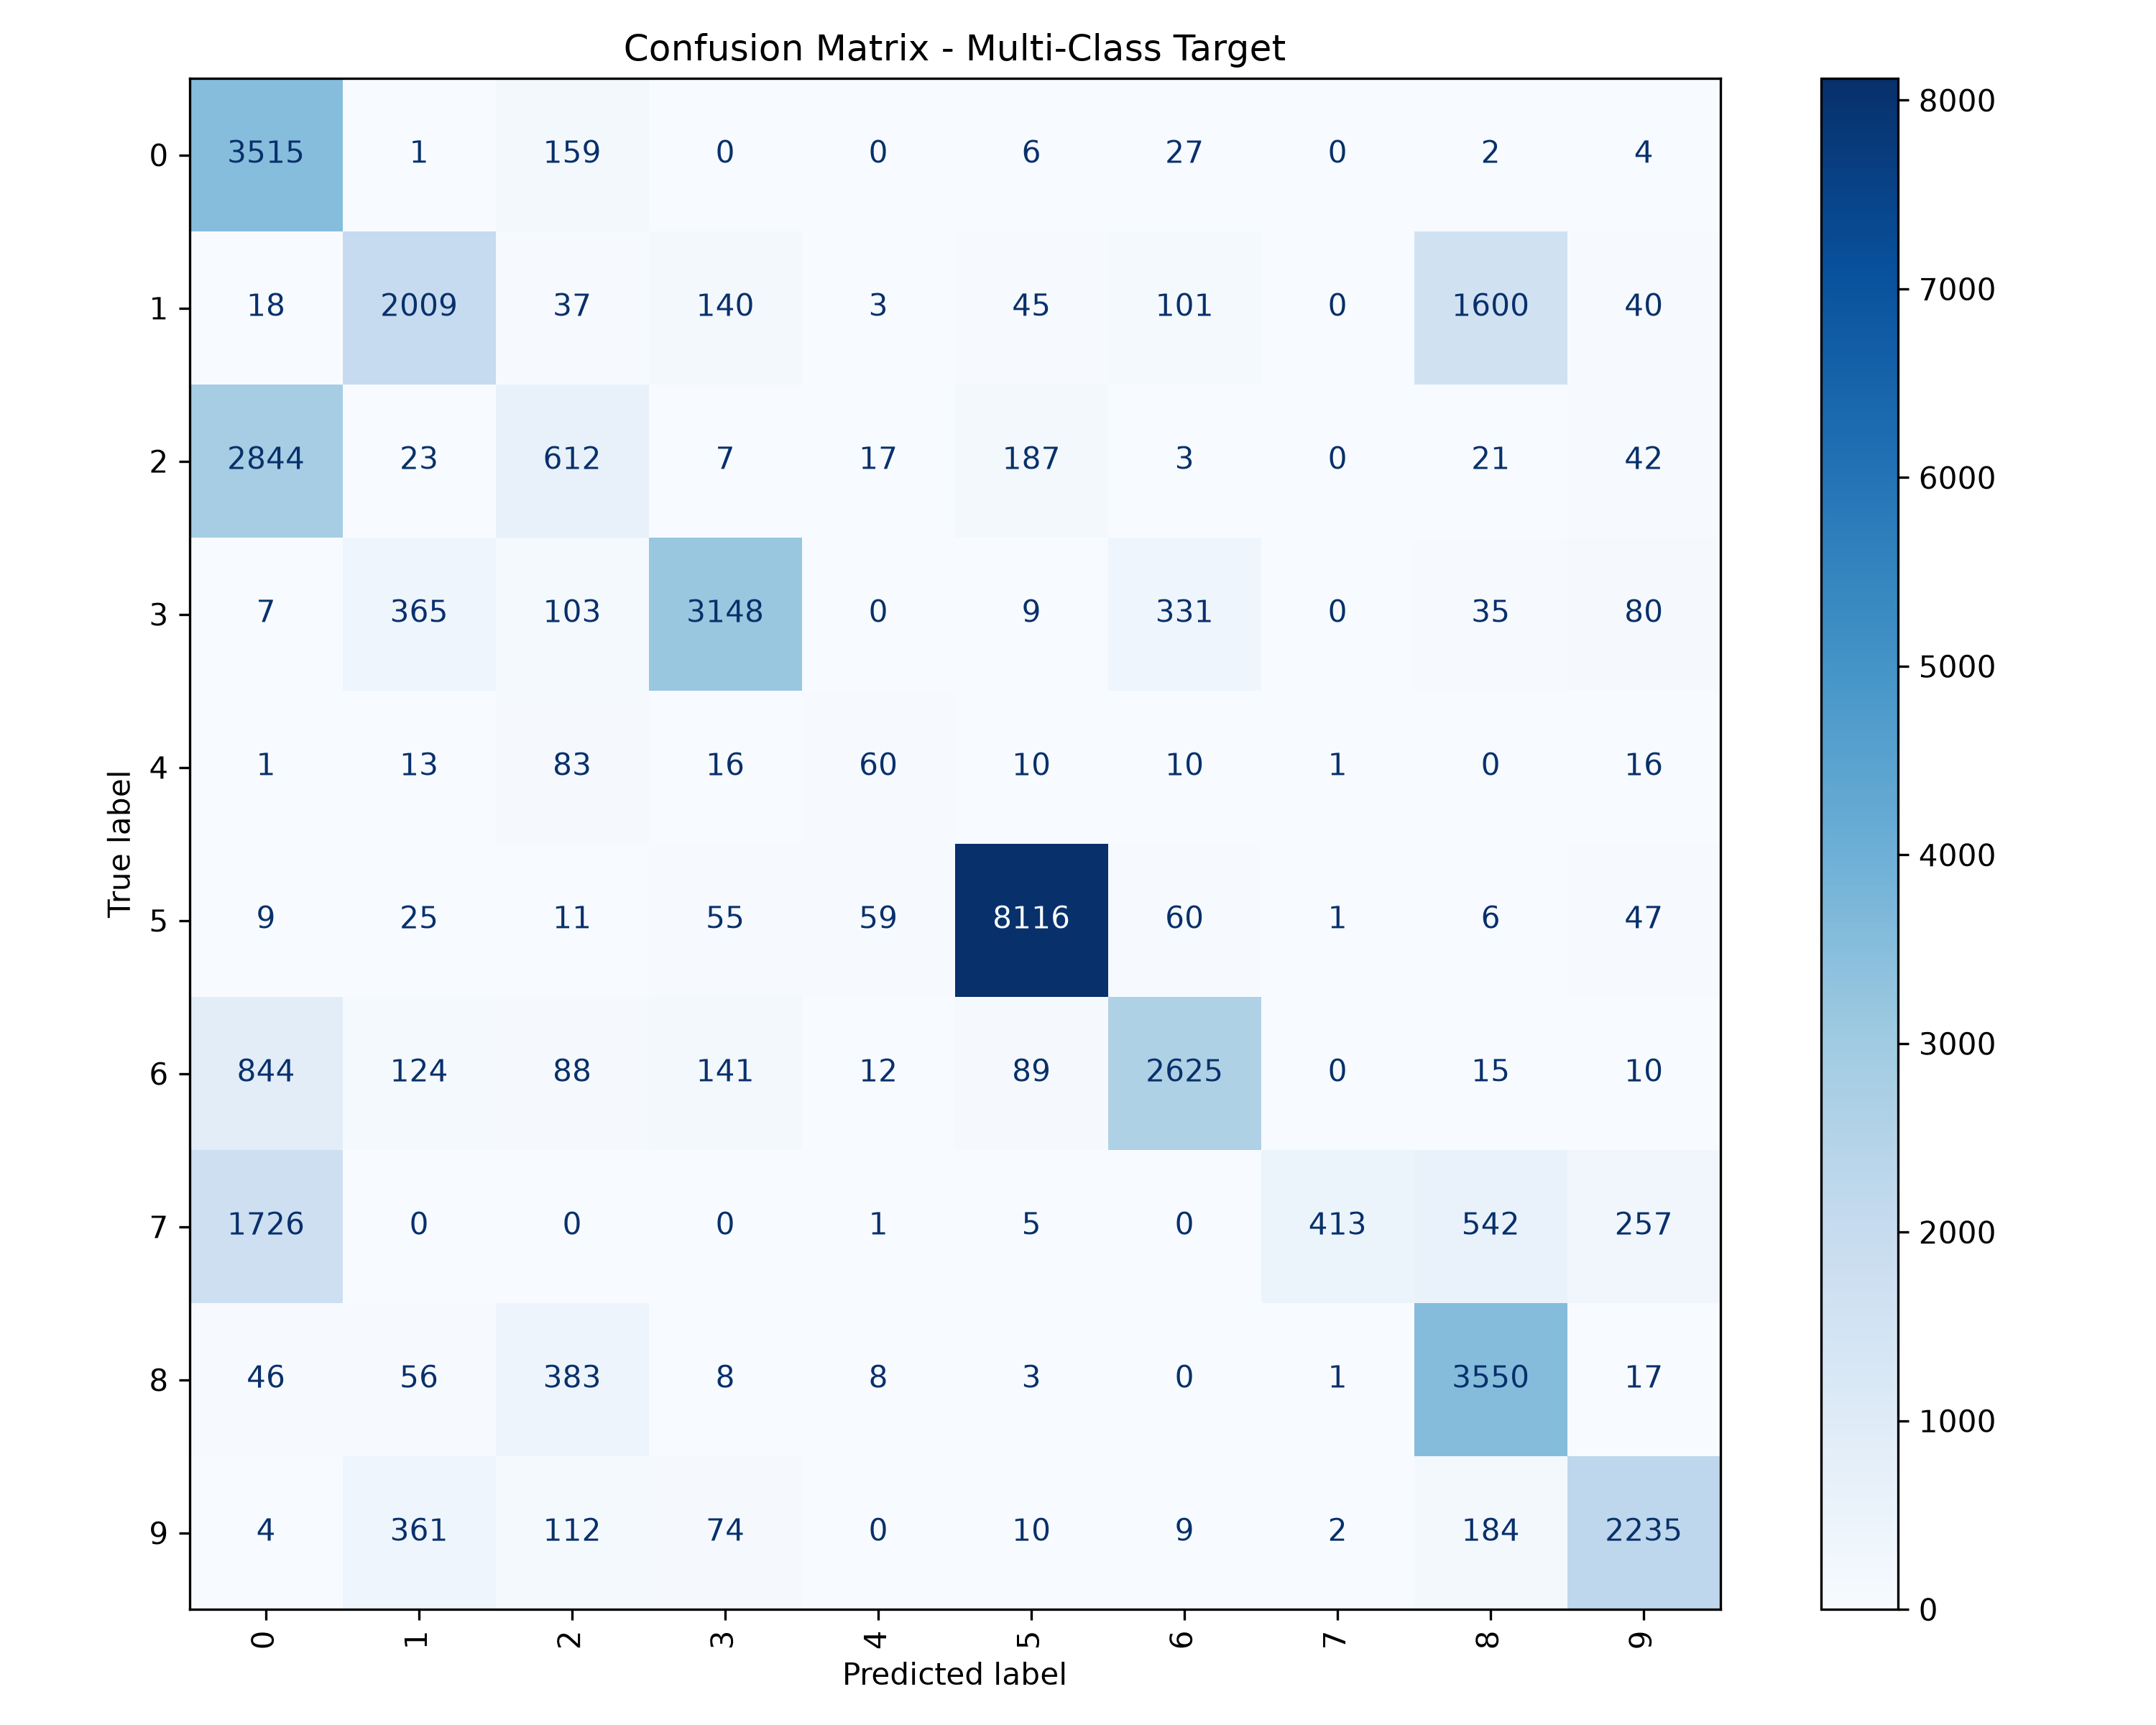 Confusion Matrix - Multi-Class Target
0 3515 1 159 0 0 6 27 0 2 4
1 18 2009 37 140 3 45 101 0 1600 40
2 2844 23 612 7 17 187 3 0 21 42
3 7 365 103 3148 0 9 331 0 35 80
4 1 13 83 16 60 10 10 1 0 16
5 9 25 11 55 59 8116 60 1 6 47
6 844 124 88 141 12 89 2625 0 15 10
7 1726 0 0 0 1 5 0 413 542 257
8 46 56 383 8 8 3 0 1 3550 17
9 4 361 112 74 0 10 9 2 184 2235
0 1 2 3 4 5 6 7 8 9
Predicted label
True label
8000
7000
6000
5000
4000
3000
2000
1000
0